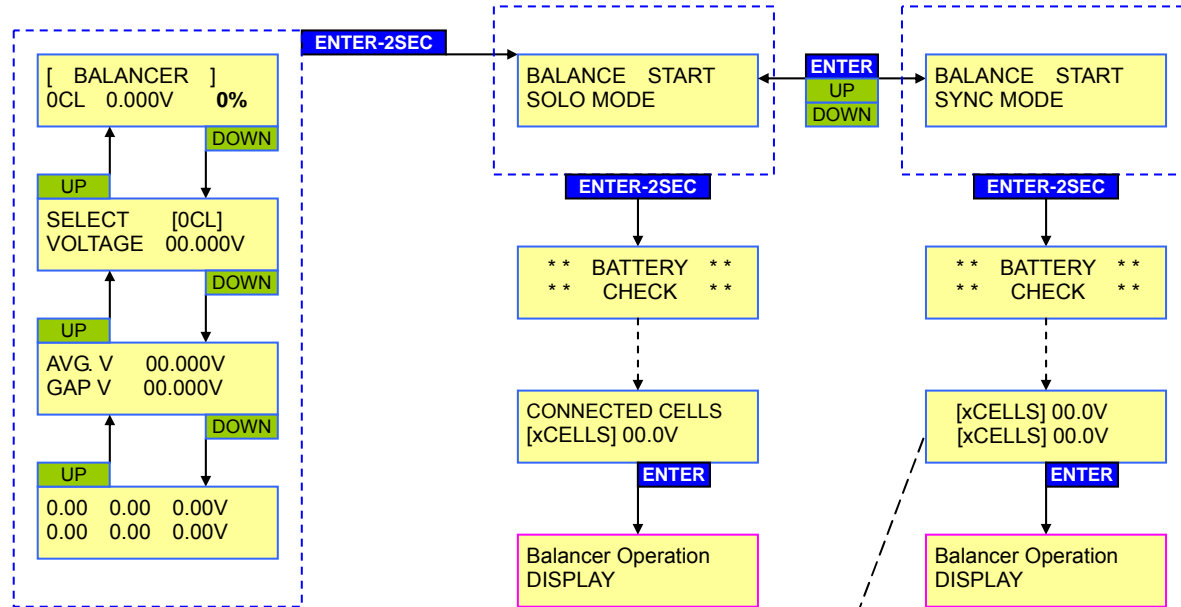 ENTER-2SEC
[ BALANCER ]
0CL 0.000V 0%
DOWN
UP
SELECT [0CL]
VOLTAGE 00.000V
DOWN
UP
AVG. V 00.000V
GAP V 00.000V
DOWN
UP
0.00 0.00 0.00V
0.00 0.00 0.00V
BALANCE START
SOLO MODE
ENTER
UP
DOWN
BALANCE START
SYNC MODE
ENTER-2SEC
** BATTERY **
** CHECK **
CONNECTED CELLS
[xCELLS] 00.0V
ENTER
Balancer Operation
DISPLAY
ENTER-2SEC
** BATTERY **
** CHECK **
[xCELLS] 00.0V
[xCELLS] 00.0V
ENTER
Balancer Operation
DISPLAY